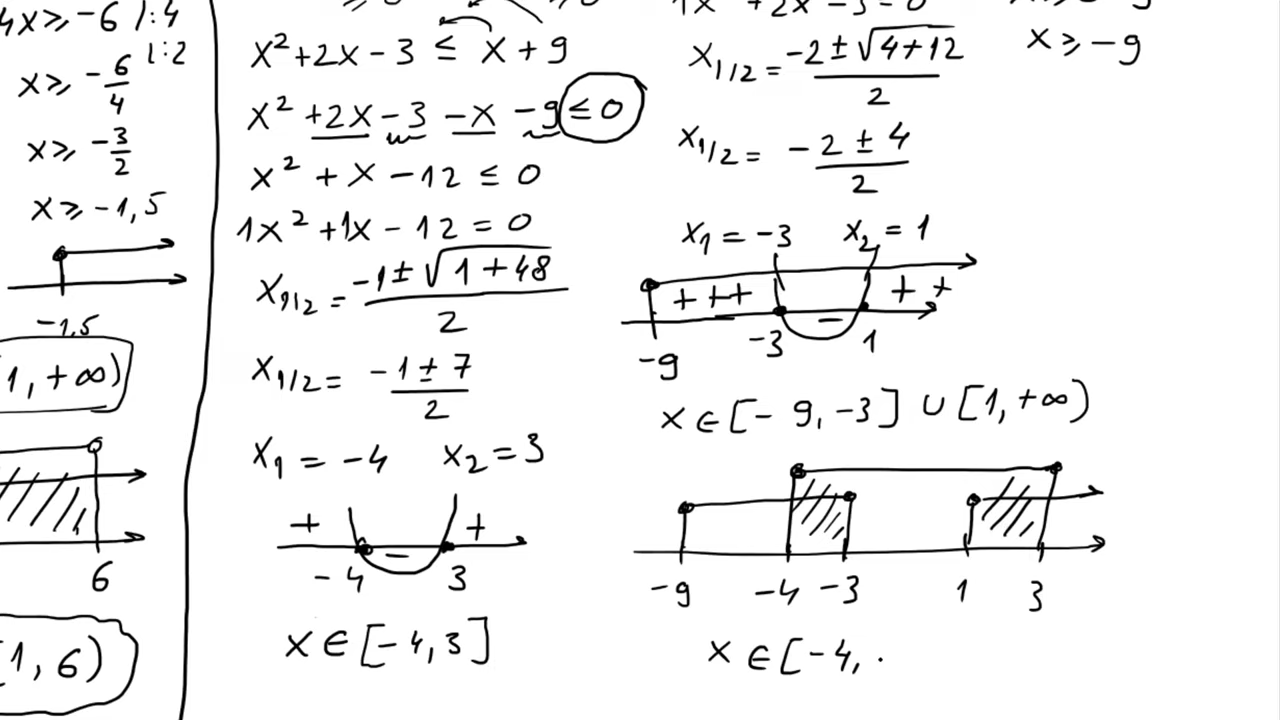 4x ≥ -6 /:4
x ≥ -6/4 /:2
x ≥ -3/2
x ≥ -1,5
-1,5
1, +∞)
6
1, 6)
x² + 2x - 3 ≤ x + 9
x² + 2x - 3 - x - 9 ≤ 0
x² + x - 12 ≤ 0
1x² + 1x - 12 = 0
x1/2 = (-1 ± √(1 + 48))/2
x1/2 = (-1 ± 7)/2
x₁ = -4 x₂ = 3
+ - +
-4 3
x ∈ [-4, 3]
x1/2 = (-2 ± √(4 + 12))/2
x1/2 = (-2 ± 4)/2
x₁ = -3 x₂ = 1
+ + + - + +
-9 -3 1
x ∈ [-9, -3] ∪ [1, +∞)
-9 -4 -3 1 3
x ∈ [-4,
x ≥ -9